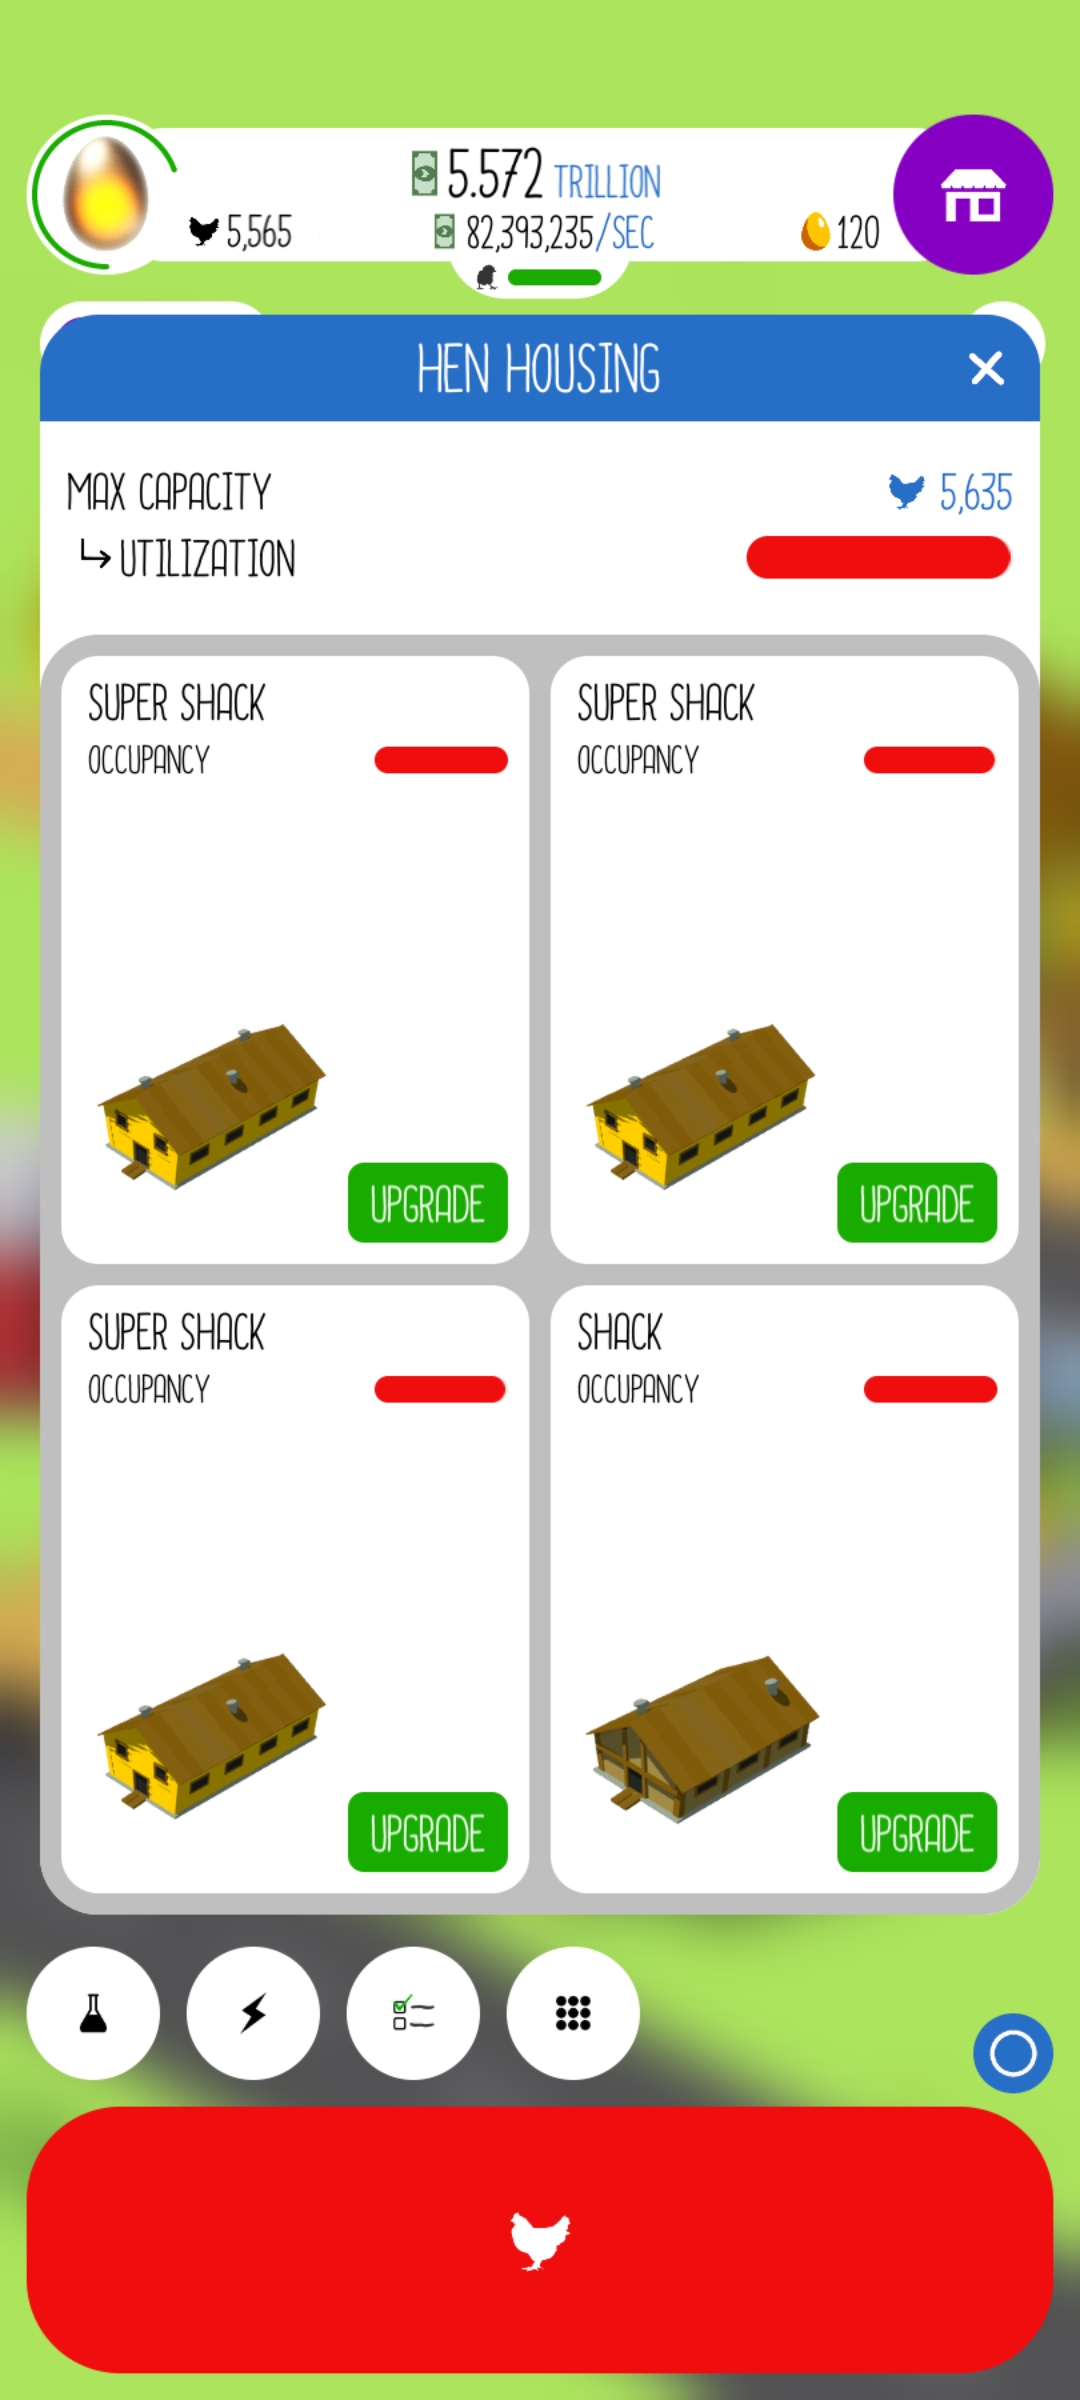 5.572 TRILLION
5,565
82,393,235/SEC
120
HEN HOUSING
MAX CAPACITY
5,635
UTILIZATION
SUPER SHACK
OCCUPANCY
UPGRADE
SUPER SHACK
OCCUPANCY
UPGRADE
SUPER SHACK
OCCUPANCY
UPGRADE
SHACK
OCCUPANCY
UPGRADE